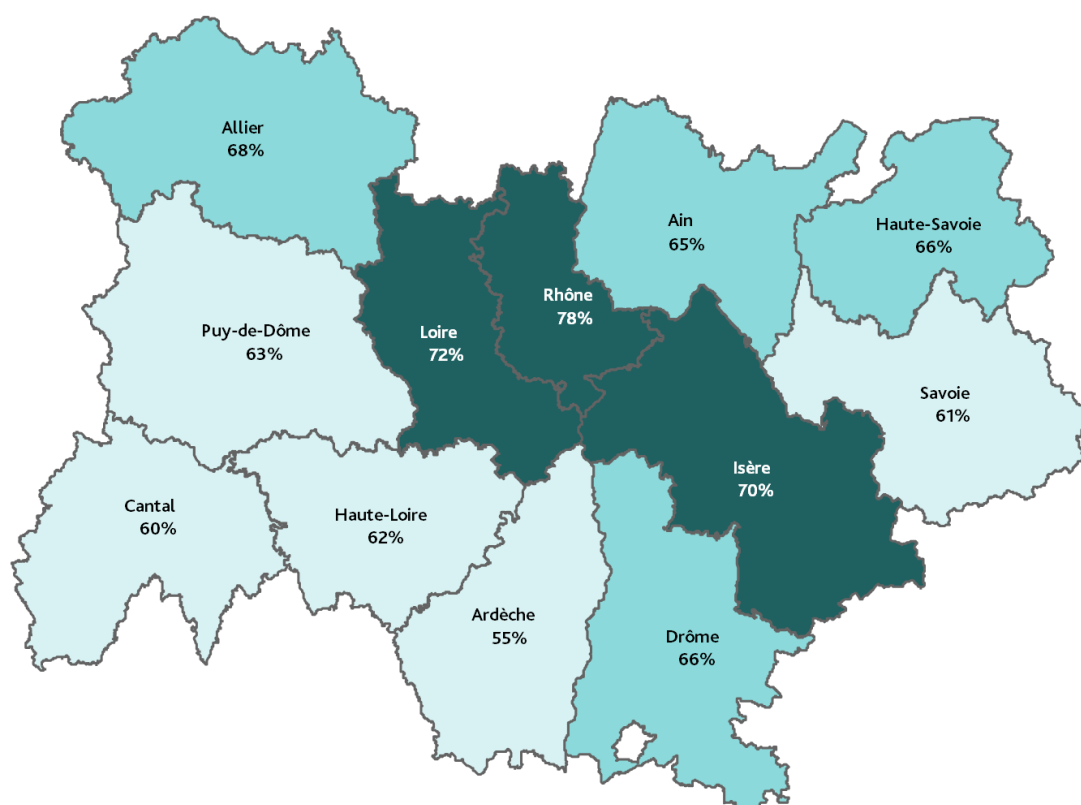 Allier
68%
Ain
65%
Haute-Savoie
66%
Rhône
78%
Puy-de-Dôme
63%
Loire
72%
Savoie
61%
Isère
70%
Cantal
60%
Haute-Loire
62%
Ardèche
55%
Drôme
66%